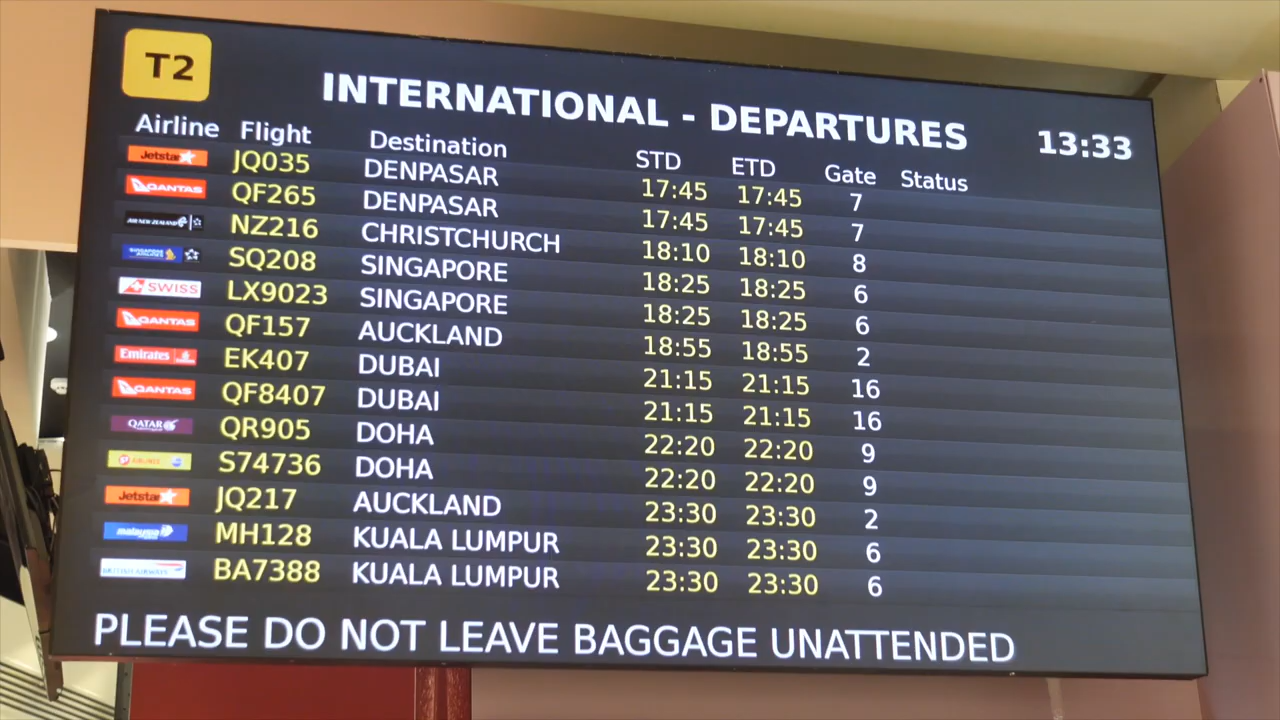 T2
INTERNATIONAL - DEPARTURES 13:33
Airline Flight Destination STD ETD Gate Status
Jetstar JQ035 DENPASAR 17:45 17:45 7
QANTAS QF265 DENPASAR 17:45 17:45 7
AIR NEW ZEALAND NZ216 CHRISTCHURCH 18:10 18:10 8
SINGAPORE AIRLINES SQ208 SINGAPORE 18:25 18:25 6
SWISS LX9023 SINGAPORE 18:25 18:25 6
QANTAS QF157 AUCKLAND 18:55 18:55 2
Emirates EK407 DUBAI 21:15 21:15 16
QANTAS QF8407 DUBAI 21:15 21:15 16
QATAR QR905 DOHA 22:20 22:20 9
S74736 DOHA 22:20 22:20 9
Jetstar JQ217 AUCKLAND 23:30 23:30 2
malaysia MH128 KUALA LUMPUR 23:30 23:30 6
BRITISH AIRWAYS BA7388 KUALA LUMPUR 23:30 23:30 6
PLEASE DO NOT LEAVE BAGGAGE UNATTENDED